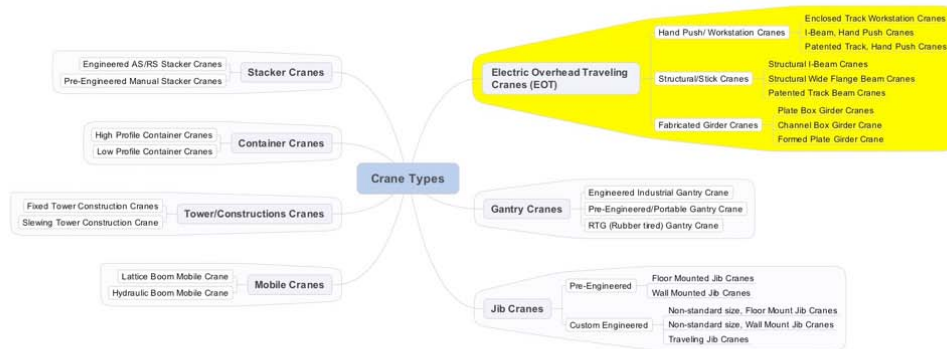 Crane Types
Stacker Cranes
Engineered AS/RS Stacker Cranes
Pre-Engineered Manual Stacker Cranes
Container Cranes
High Profile Container Cranes
Low Profile Container Cranes
Tower/Constructions Cranes
Fixed Tower Construction Cranes
Slewing Tower Construction Crane
Mobile Cranes
Lattice Boom Mobile Crane
Hydraulic Boom Mobile Crane
Electric Overhead Traveling
Cranes (EOT)
Hand Push/ Workstation Cranes
Enclosed Track Workstation Cranes
I-Beam, Hand Push Cranes
Patented Track, Hand Push Cranes
Structural/Stick Cranes
Structural I-Beam Cranes
Structural Wide Flange Beam Cranes
Patented Track Beam Cranes
Fabricated Girder Cranes
Plate Box Girder Cranes
Channel Box Girder Crane
Formed Plate Girder Crane
Gantry Cranes
Engineered Industrial Gantry Crane
Pre-Engineered/Portable Gantry Crane
RTG (Rubber tired) Gantry Crane
Jib Cranes
Pre-Engineered
Floor Mounted Jib Cranes
Wall Mounted Jib Cranes
Custom Engineered
Non-standard size, Floor Mount Jib Cranes
Non-standard size, Wall Mount Jib Cranes
Traveling Jib Cranes